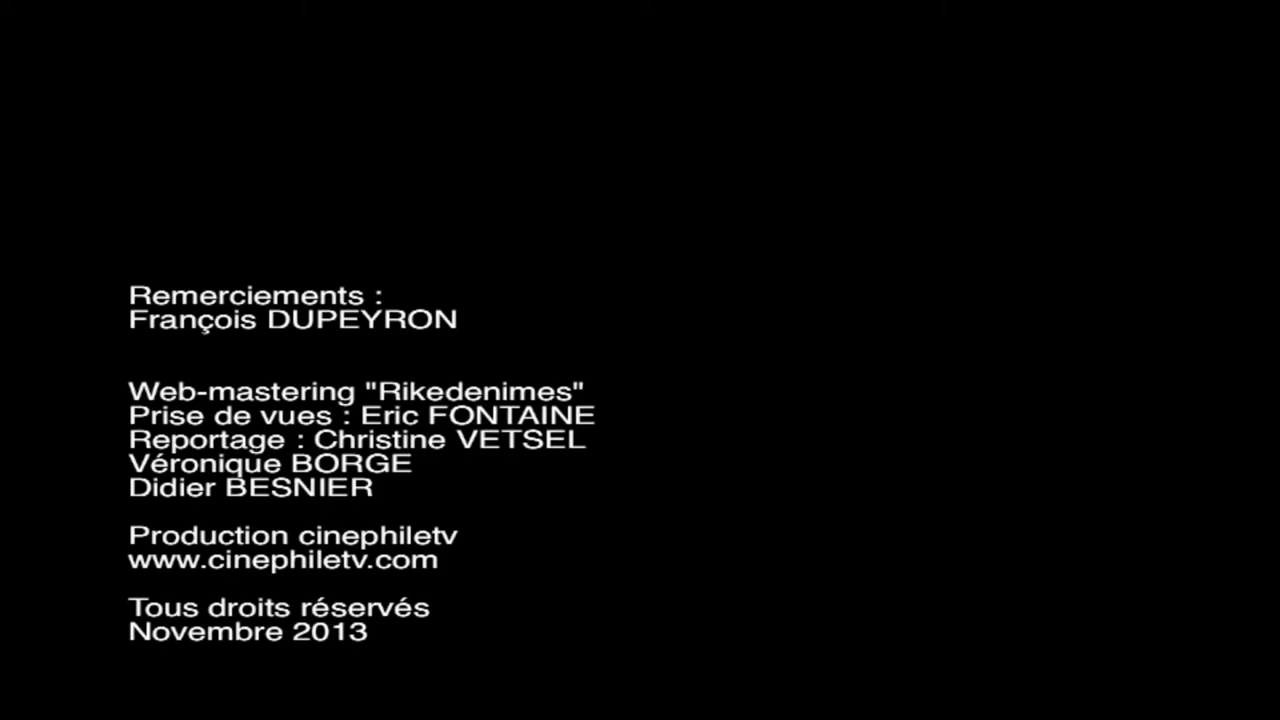 Remerciements :
François DUPEYRON
Web-mastering "Rikedenimes"
Prise de vues : Eric FONTAINE
Reportage : Christine VETSEL
Véronique BORGE
Didier BESNIER
Production cinephiletv
www.cinephiletv.com
Tous droits réservés
Novembre 2013